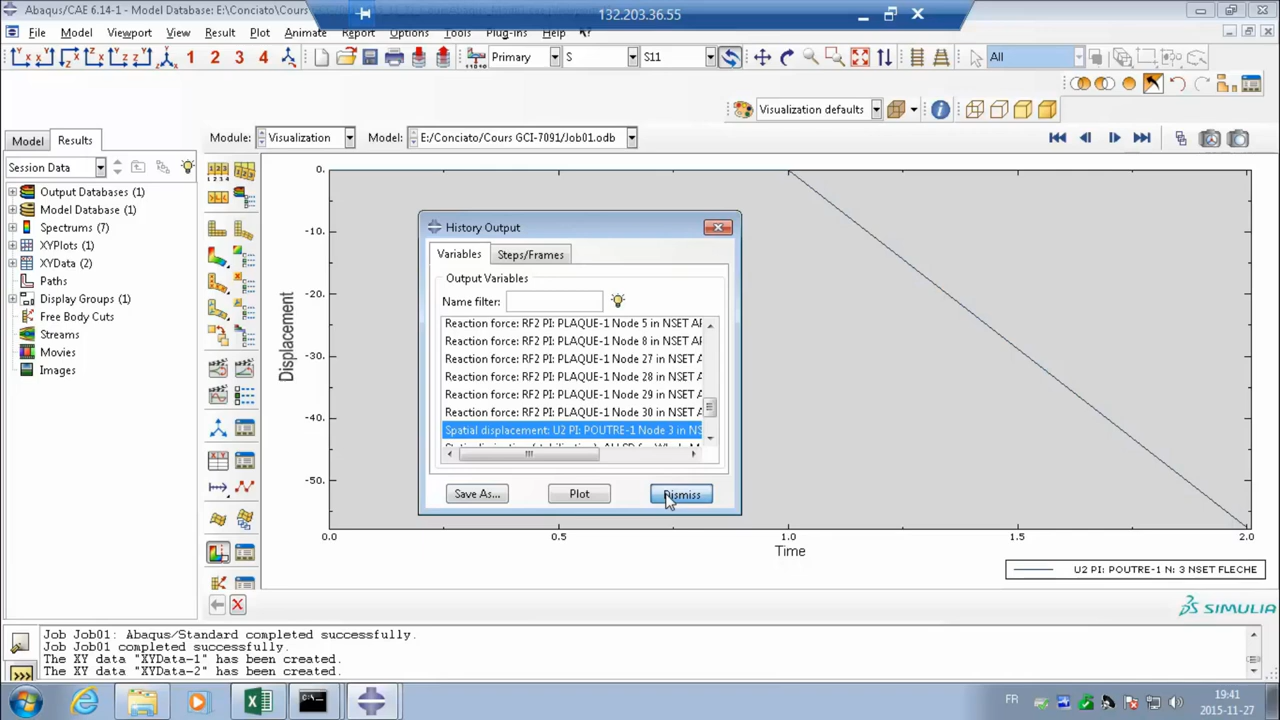 Abaqus/CAE 6.14-1 - Model Database: E:\Conciato\Cours
132.203.36.55
File Model Viewport View Result Plot Animate Report Options Tools Plug-ins Help
1 2 3 4
Primary S S11 All
Visualization defaults
Model Results
Module: Visualization Model: E:/Conciato/Cours GCI-7091/Job01.odb
Session Data
Output Databases (1)
Model Database (1)
Spectrums (7)
XYPlots (1)
XYData (2)
Paths
Display Groups (1)
Free Body Cuts
Streams
Movies
Images
0.
-10.
-20.
-30.
-40.
-50.
Displacement
0.0 0.5 1.0 1.5 2.0
Time
U2 PI: POUTRE-1 N: 3 NSET FLECHE
History Output
Variables Steps/Frames
Output Variables
Name filter:
Reaction force: RF2 PI: PLAQUE-1 Node 5 in NSET AF
Reaction force: RF2 PI: PLAQUE-1 Node 8 in NSET AF
Reaction force: RF2 PI: PLAQUE-1 Node 27 in NSET A
Reaction force: RF2 PI: PLAQUE-1 Node 28 in NSET A
Reaction force: RF2 PI: PLAQUE-1 Node 29 in NSET A
Reaction force: RF2 PI: PLAQUE-1 Node 30 in NSET A
Spatial displacement: U2 PI: POUTRE-1 Node 3 in NS
Save As... Plot Dismiss
SIMULIA
Job Job01: Abaqus/Standard completed successfully.
Job Job01 completed successfully.
The XY data "XYData-1" has been created.
The XY data "XYData-2" has been created.
>>>
FR
19:41
2015-11-27